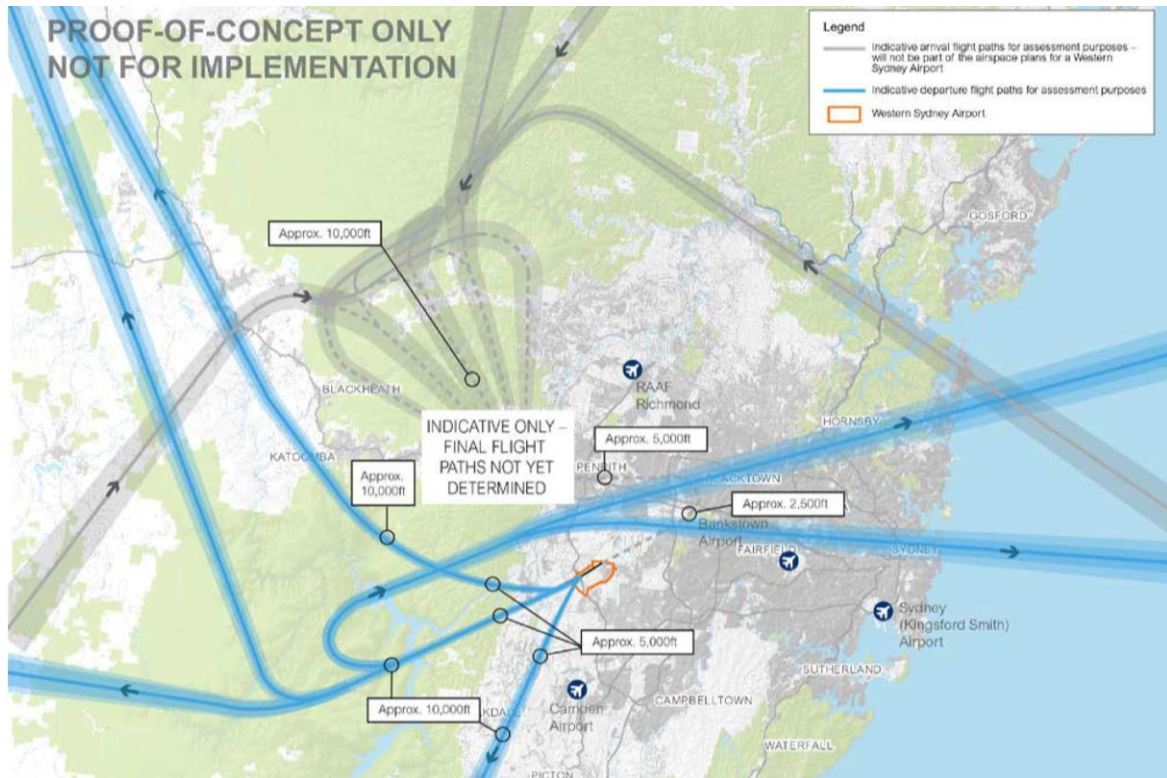 PROOF-OF-CONCEPT ONLY
NOT FOR IMPLEMENTATION
Legend
Indicative arrival flight paths for assessment purposes –
will not be part of the airspace plans for a Western
Sydney Airport
Indicative departure flight paths for assessment purposes
Western Sydney Airport
GOSFORD
Approx. 10,000ft
RAAF
Richmond
BLACKHEATH
HORNSBY
INDICATIVE ONLY –
FINAL FLIGHT
PATHS NOT YET
DETERMINED
Approx. 5,000ft
KATOOMBA
PENRITH
Approx.
10,000ft
BLACKTOWN
Approx. 2,500ft
Bankstown
Airport
FAIRFIELD
SYDNEY
Sydney
(Kingsford Smith)
Airport
Approx. 5,000ft
SUTHERLAND
Camden
Airport
CAMPBELLTOWN
Approx. 10,000ft
KDALE
WATERFALL
PICTON